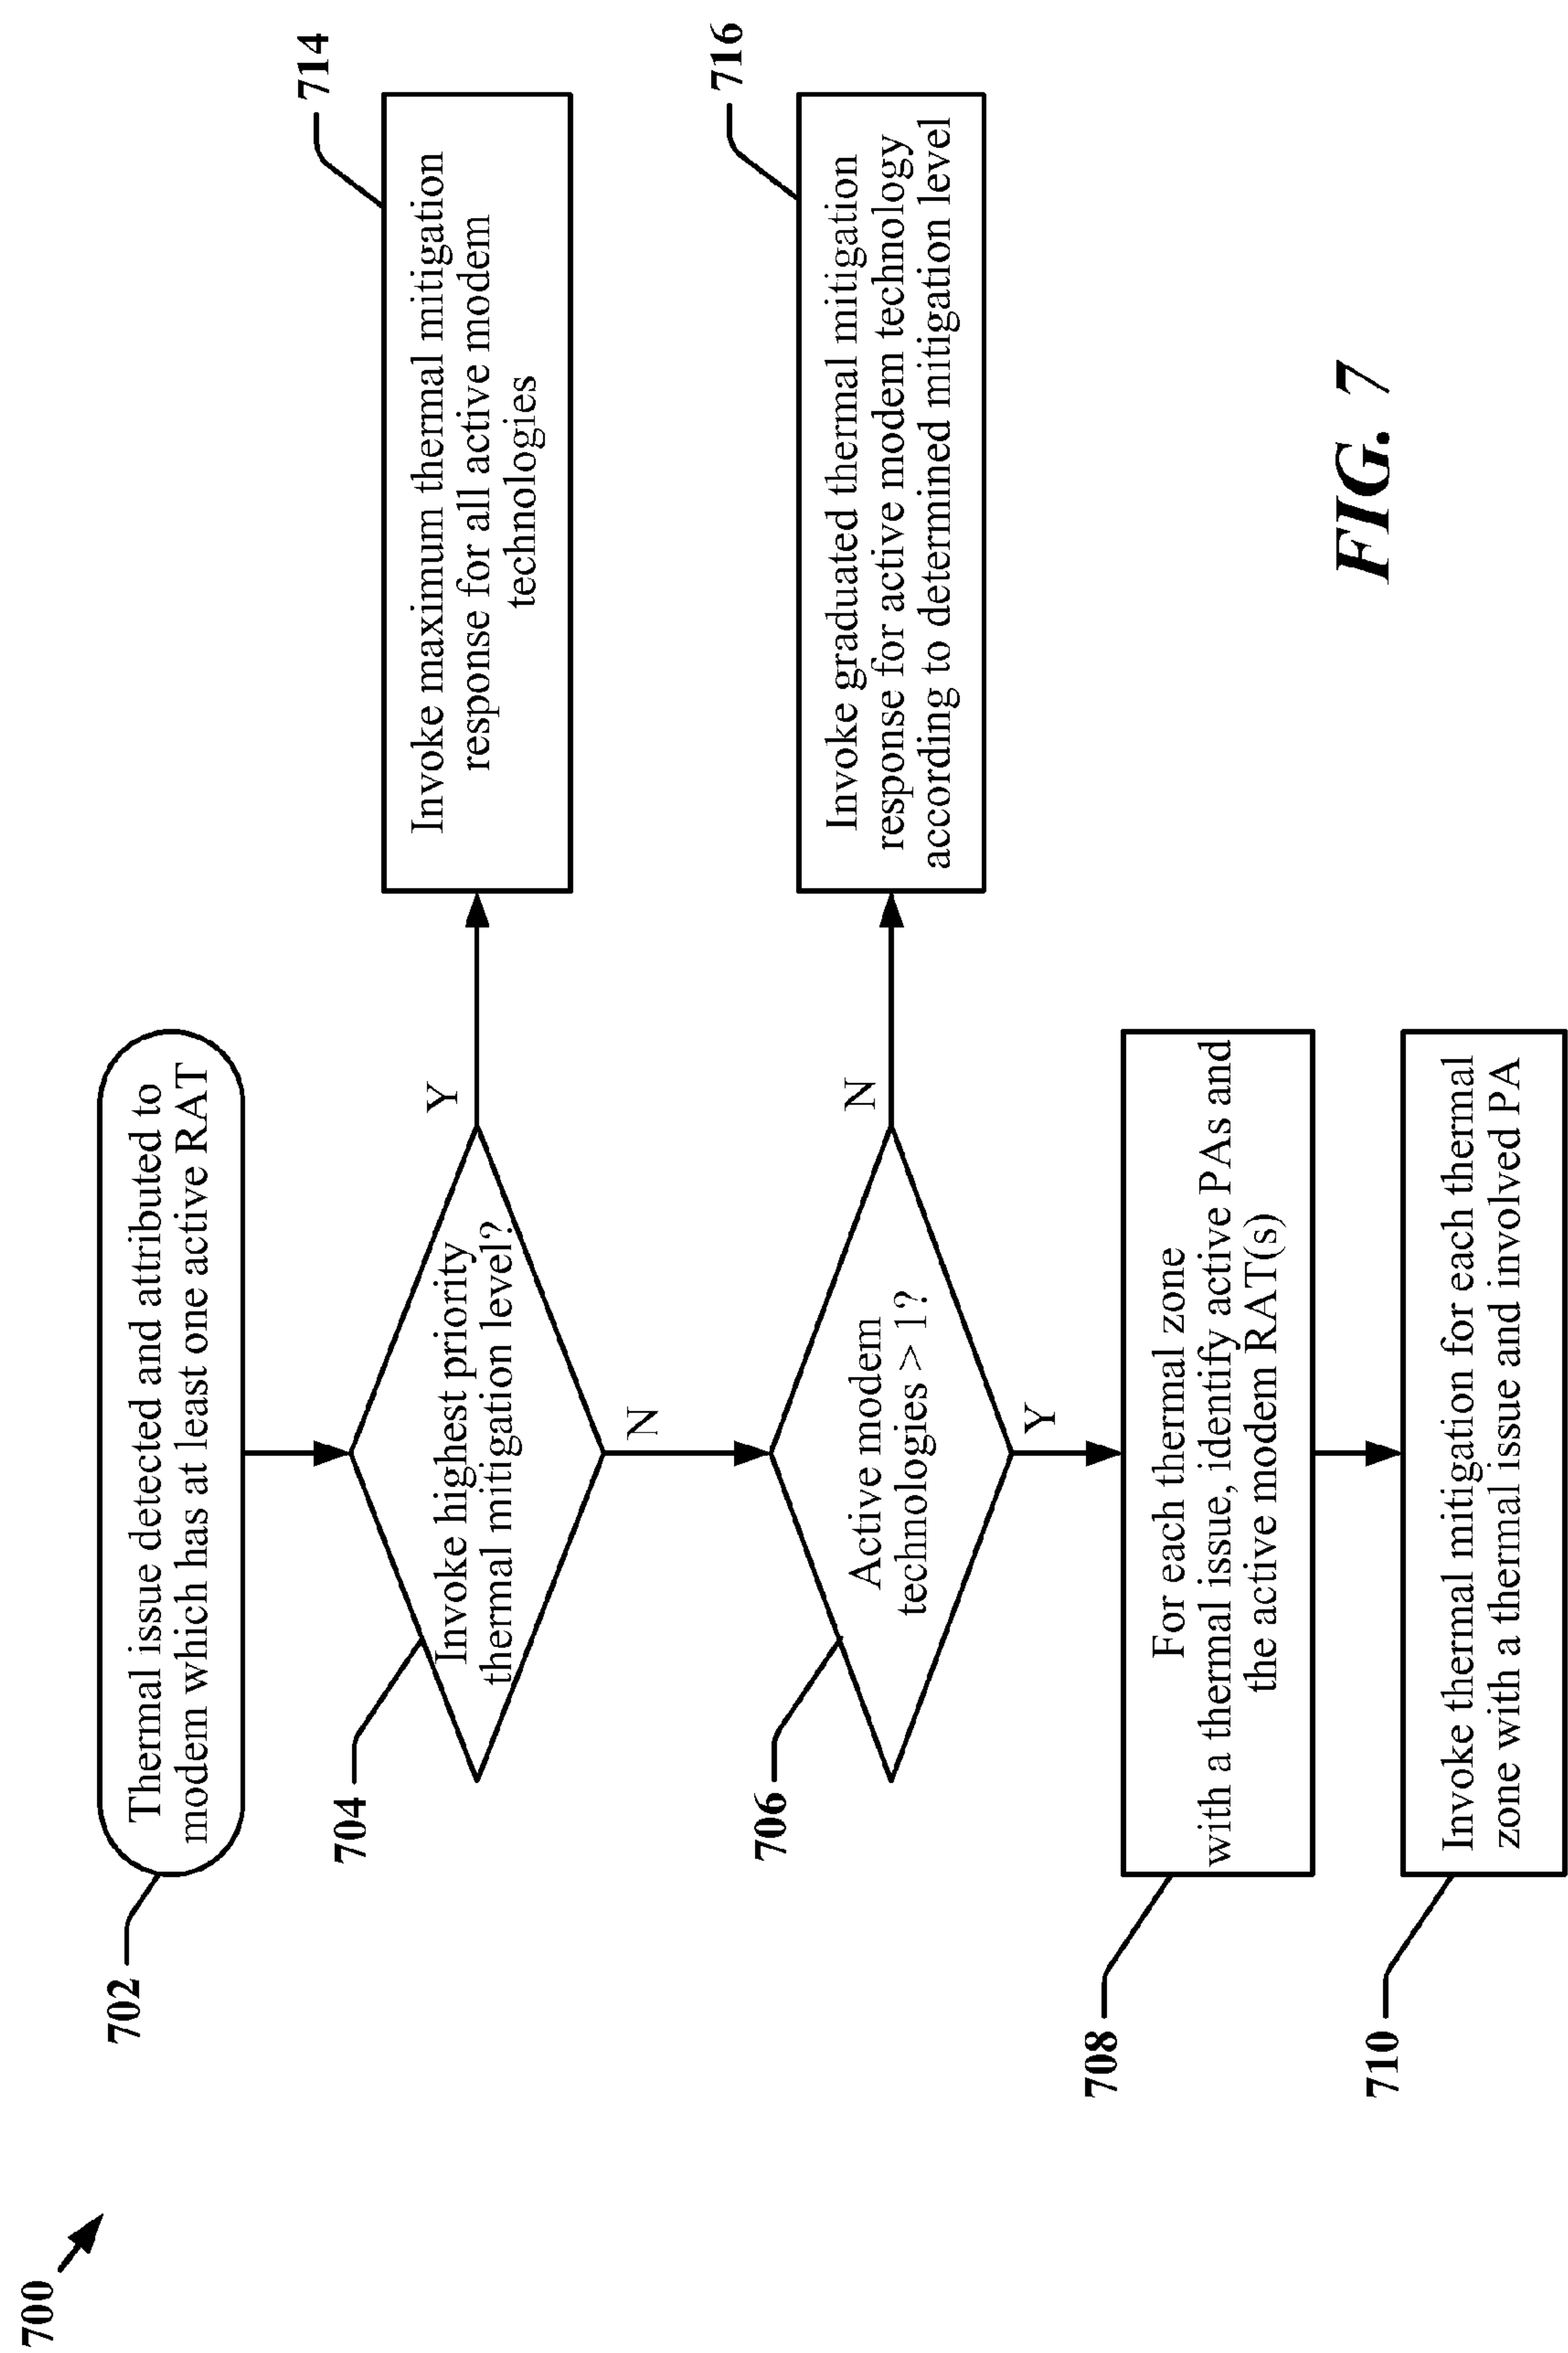 700
702
Thermal issue detected and attributed to
modem which has at least one active RAT
704
Invoke highest priority
thermal mitigation level?
Y
714
Invoke maximum thermal mitigation
response for all active modem
technologies
N
706
Active modem
technologies > 1?
N
716
Invoke graduated thermal mitigation
response for active modem technology
according to determined mitigation level
Y
708
For each thermal zone
with a thermal issue, identify active PAs and
the active modem RAT(s)
710
Invoke thermal mitigation for each thermal
zone with a thermal issue and involved PA
FIG. 7